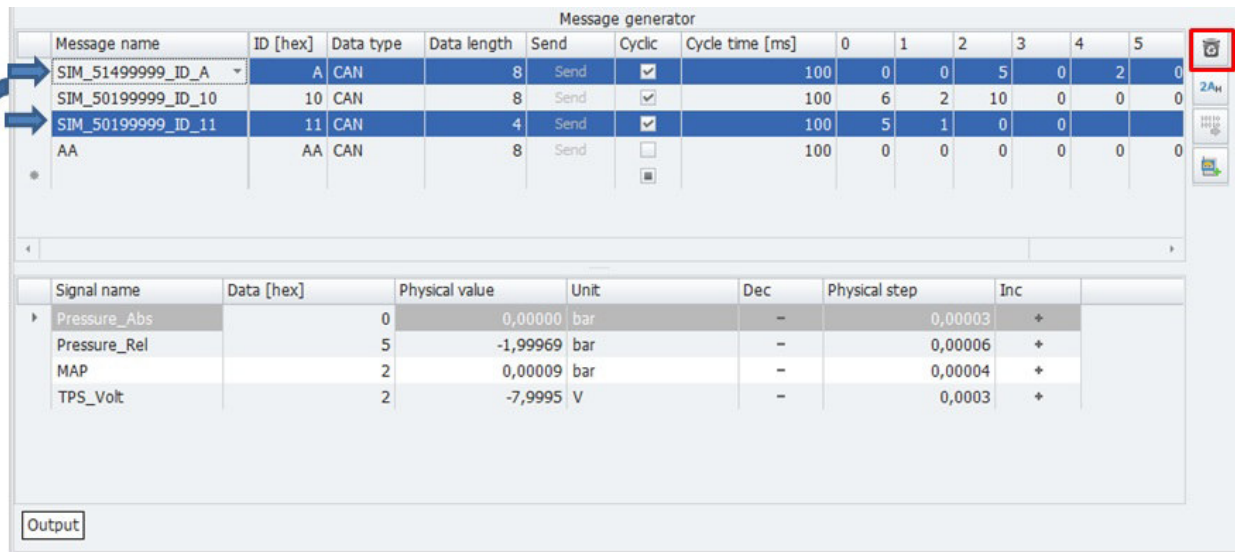 Message generator
Message name ID [hex] Data type Data length Send Cyclic Cycle time [ms] 0 1 2 3 4 5
SIM_51499999_ID_A A CAN 8 Send 100 0 0 5 0 2 0
SIM_50199999_ID_10 10 CAN 8 Send 100 6 2 10 0 0 0
SIM_50199999_ID_11 11 CAN 4 Send 100 5 1 0 0
AA AA CAN 8 Send 100 0 0 0 0 0 0
2AH
Signal name Data [hex] Physical value Unit Dec Physical step Inc
Pressure_Abs 0 0,00000 bar − 0,00003 +
Pressure_Rel 5 -1,99969 bar − 0,00006 +
MAP 2 0,00009 bar − 0,00004 +
TPS_Volt 2 -7,9995 V − 0,0003 +
Output